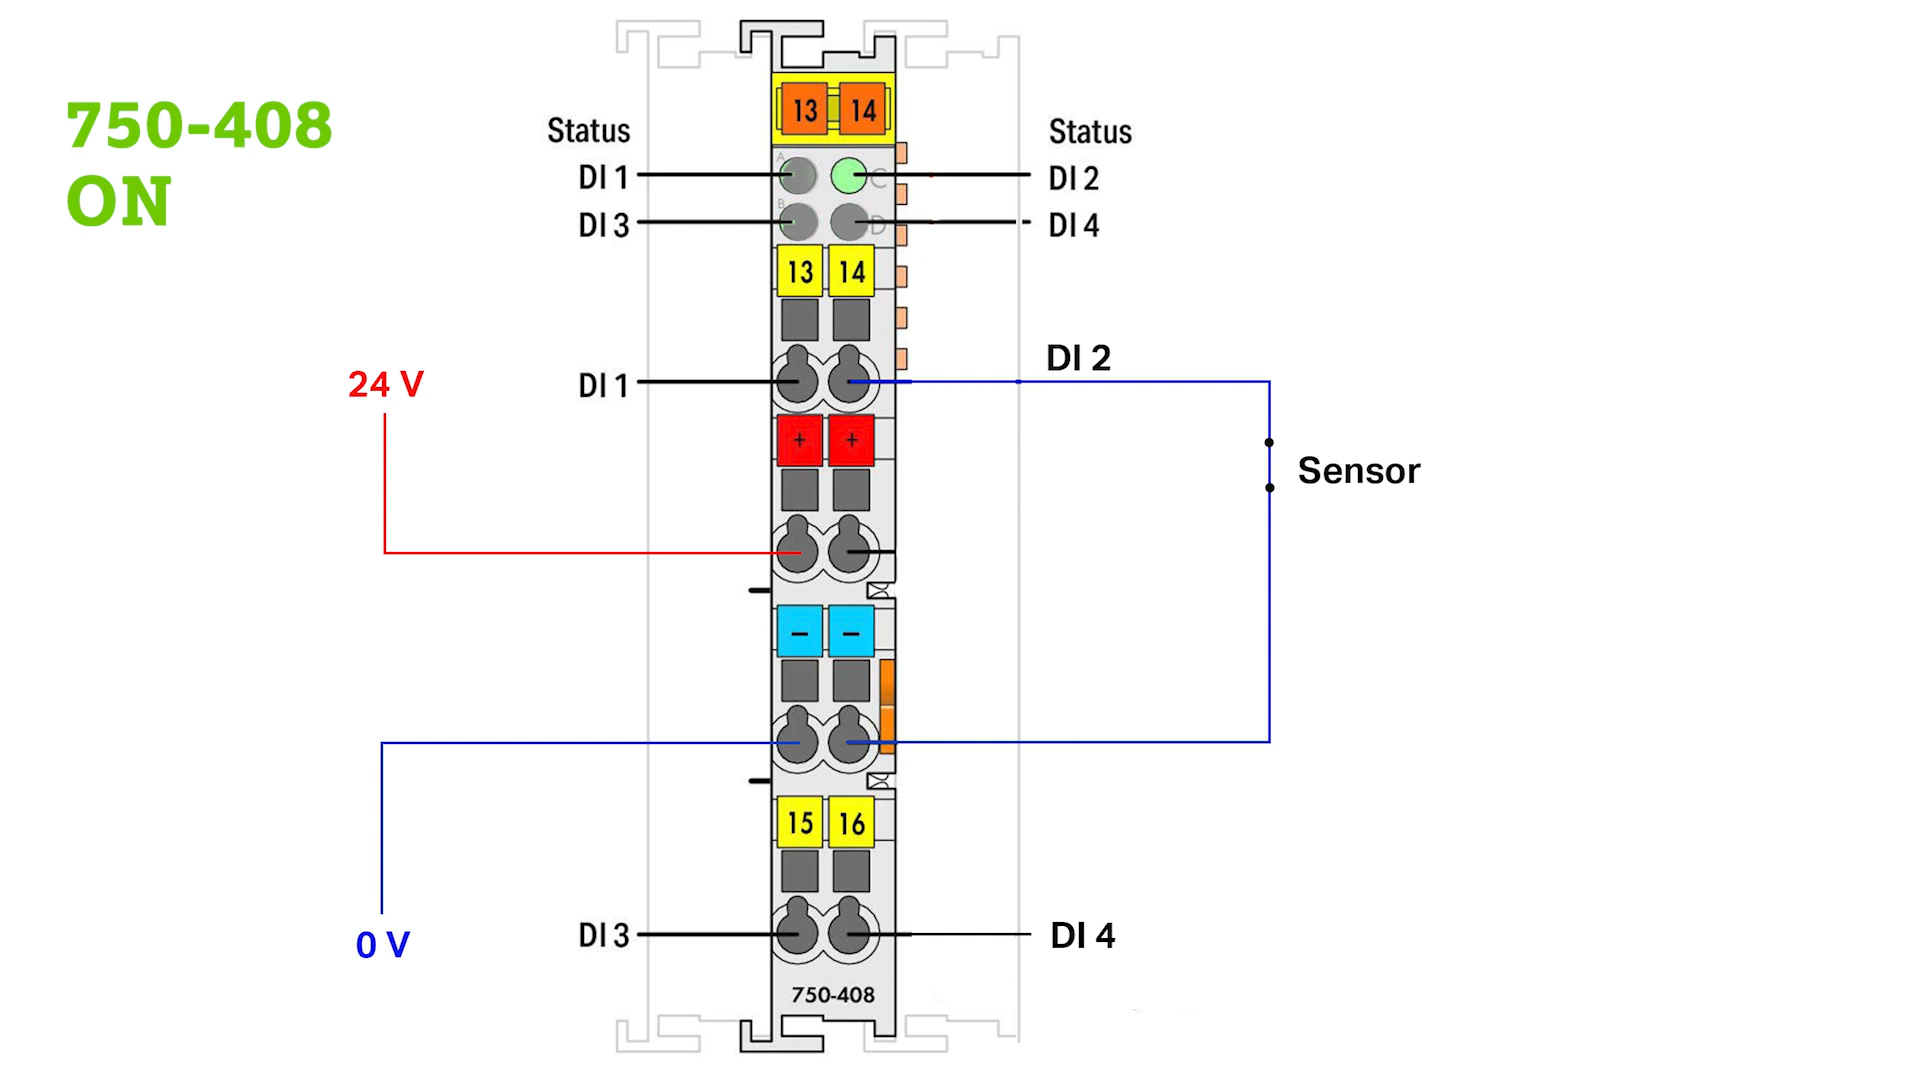 750-408
ON
13 14
Status
Status
A
DI 1
C
DI 2
B
DI 3
D
DI 4
13 14
DI 2
24 V
DI 1
+ +
Sensor
– –
15 16
DI 3
DI 4
0 V
750-408